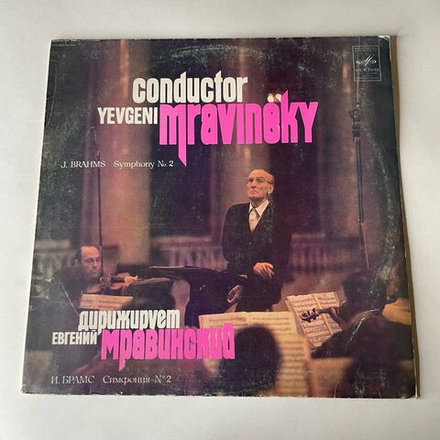 conductor
YEVGENI mravinsky
J. BRAHMS Symphony No. 2
дирижирует
ЕВГЕНИЙ мравинский
И. БРАМС Симфония № 2